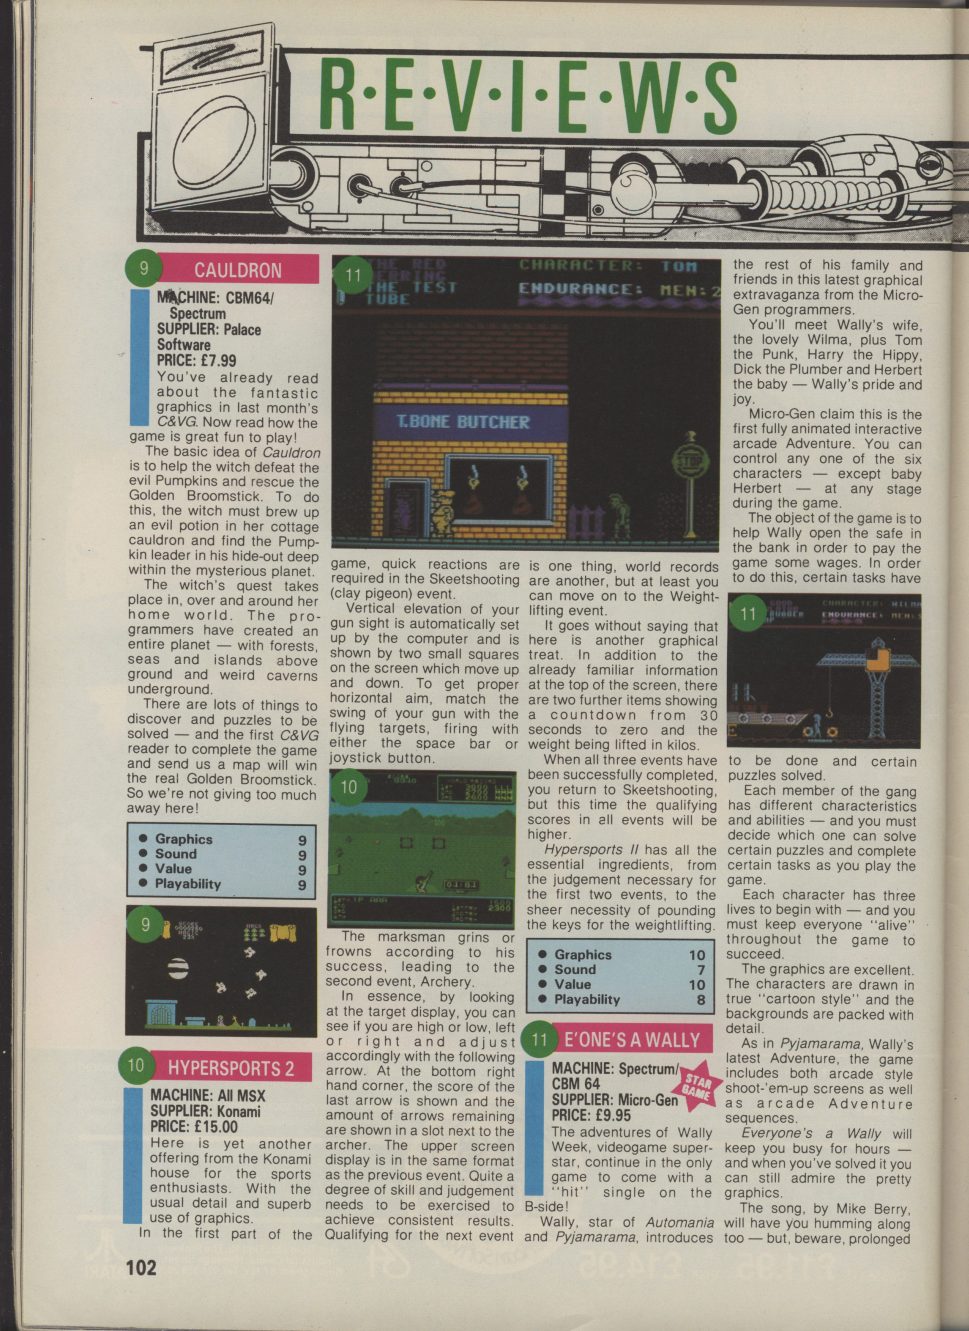 R·E·V·I·E·W·S
9 CAULDRON
MACHINE: CBM64/
Spectrum
SUPPLIER: Palace
Software
PRICE: £7.99
You've already read
about the fantastic
graphics in last month's
C&VG. Now read how the
game is great fun to play!
The basic idea of Cauldron
is to help the witch defeat the
evil Pumpkins and rescue the
Golden Broomstick. To do
this, the witch must brew up
an evil potion in her cottage
cauldron and find the Pump-
kin leader in his hide-out deep
within the mysterious planet.
The witch's quest takes
place in, over and around her
home world. The pro-
grammers have created an
entire planet — with forests,
seas and islands above
ground and weird caverns
underground.
There are lots of things to
discover and puzzles to be
solved — and the first C&VG
reader to complete the game
and send us a map will win
the real Golden Broomstick.
So we're not giving too much
away here!
● Graphics 9
● Sound 9
● Value 9
● Playability 9
9
10 HYPERSPORTS 2
MACHINE: All MSX
SUPPLIER: Konami
PRICE: £15.00
Here is yet another
offering from the Konami
house for the sports
enthusiasts. With the
usual detail and superb
use of graphics.
In the first part of the
11
THE RED
HERRING
THE TEST
TUBE
CHARACTER: TOM
ENDURANCE: MEN:2
T.BONE BUTCHER
STOP
game, quick reactions are
required in the Skeetshooting
(clay pigeon) event.
Vertical elevation of your
gun sight is automatically set
up by the computer and is
shown by two small squares
on the screen which move up
and down. To get proper
horizontal aim, match the
swing of your gun with the
flying targets, firing with
either the space bar or
joystick button.
10
The marksman grins or
frowns according to his
success, leading to the
second event, Archery.
In essence, by looking
at the target display, you can
see if you are high or low, left
or right and adjust
accordingly with the following
arrow. At the bottom right
hand corner, the score of the
last arrow is shown and the
amount of arrows remaining
are shown in a slot next to the
archer. The upper screen
display is in the same format
as the previous event. Quite a
degree of skill and judgement
needs to be exercised to
achieve consistent results.
Qualifying for the next event
is one thing, world records
are another, but at least you
can move on to the Weight-
lifting event.
It goes without saying that
here is another graphical
treat. In addition to the
already familiar information
at the top of the screen, there
are two further items showing
a countdown from 30
seconds to zero and the
weight being lifted in kilos.
When all three events have
been successfully completed,
you return to Skeetshooting,
but this time the qualifying
scores in all events will be
higher.
Hypersports II has all the
essential ingredients, from
the judgement necessary for
the first two events, to the
sheer necessity of pounding
the keys for the weightlifting.
● Graphics 10
● Sound 7
● Value 10
● Playability 8
11 E'ONE'S A WALLY
MACHINE: Spectrum/
CBM 64
SUPPLIER: Micro-Gen
PRICE: £9.95
STAR
GAME
The adventures of Wally
Week, videogame super-
star, continue in the only
game to come with a
"hit" single on the
B-side!
Wally, star of Automania
and Pyjamarama, introduces
the rest of his family and
friends in this latest graphical
extravaganza from the Micro-
Gen programmers.
You'll meet Wally's wife,
the lovely Wilma, plus Tom
the Punk, Harry the Hippy,
Dick the Plumber and Herbert
the baby — Wally's pride and
joy.
Micro-Gen claim this is the
first fully animated interactive
arcade Adventure. You can
control any one of the six
characters — except baby
Herbert — at any stage
during the game.
The object of the game is to
help Wally open the safe in
the bank in order to pay the
game some wages. In order
to do this, certain tasks have
11
CHARACTER: WILMA
ENDURANCE: MEN:
to be done and certain
puzzles solved.
Each member of the gang
has different characteristics
and abilities — and you must
decide which one can solve
certain puzzles and complete
certain tasks as you play the
game.
Each character has three
lives to begin with — and you
must keep everyone "alive"
throughout the game to
succeed.
The graphics are excellent.
The characters are drawn in
true "cartoon style" and the
backgrounds are packed with
detail.
As in Pyjamarama, Wally's
latest Adventure, the game
includes both arcade style
shoot-'em-up screens as well
as arcade Adventure
sequences.
Everyone's a Wally will
keep you busy for hours —
and when you've solved it you
can still admire the pretty
graphics.
The song, by Mike Berry,
will have you humming along
too — but, beware, prolonged
102